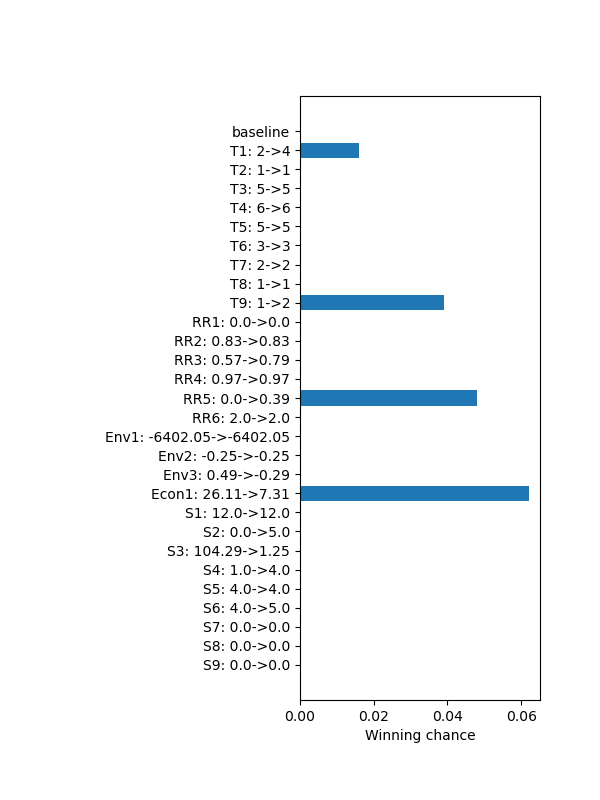 baseline
T1: 2->4
T2: 1->1
T3: 5->5
T4: 6->6
T5: 5->5
T6: 3->3
T7: 2->2
T8: 1->1
T9: 1->2
RR1: 0.0->0.0
RR2: 0.83->0.83
RR3: 0.57->0.79
RR4: 0.97->0.97
RR5: 0.0->0.39
RR6: 2.0->2.0
Env1: -6402.05->-6402.05
Env2: -0.25->-0.25
Env3: 0.49->-0.29
Econ1: 26.11->7.31
S1: 12.0->12.0
S2: 0.0->5.0
S3: 104.29->1.25
S4: 1.0->4.0
S5: 4.0->4.0
S6: 4.0->5.0
S7: 0.0->0.0
S8: 0.0->0.0
S9: 0.0->0.0
0.00 0.02 0.04 0.06
Winning chance